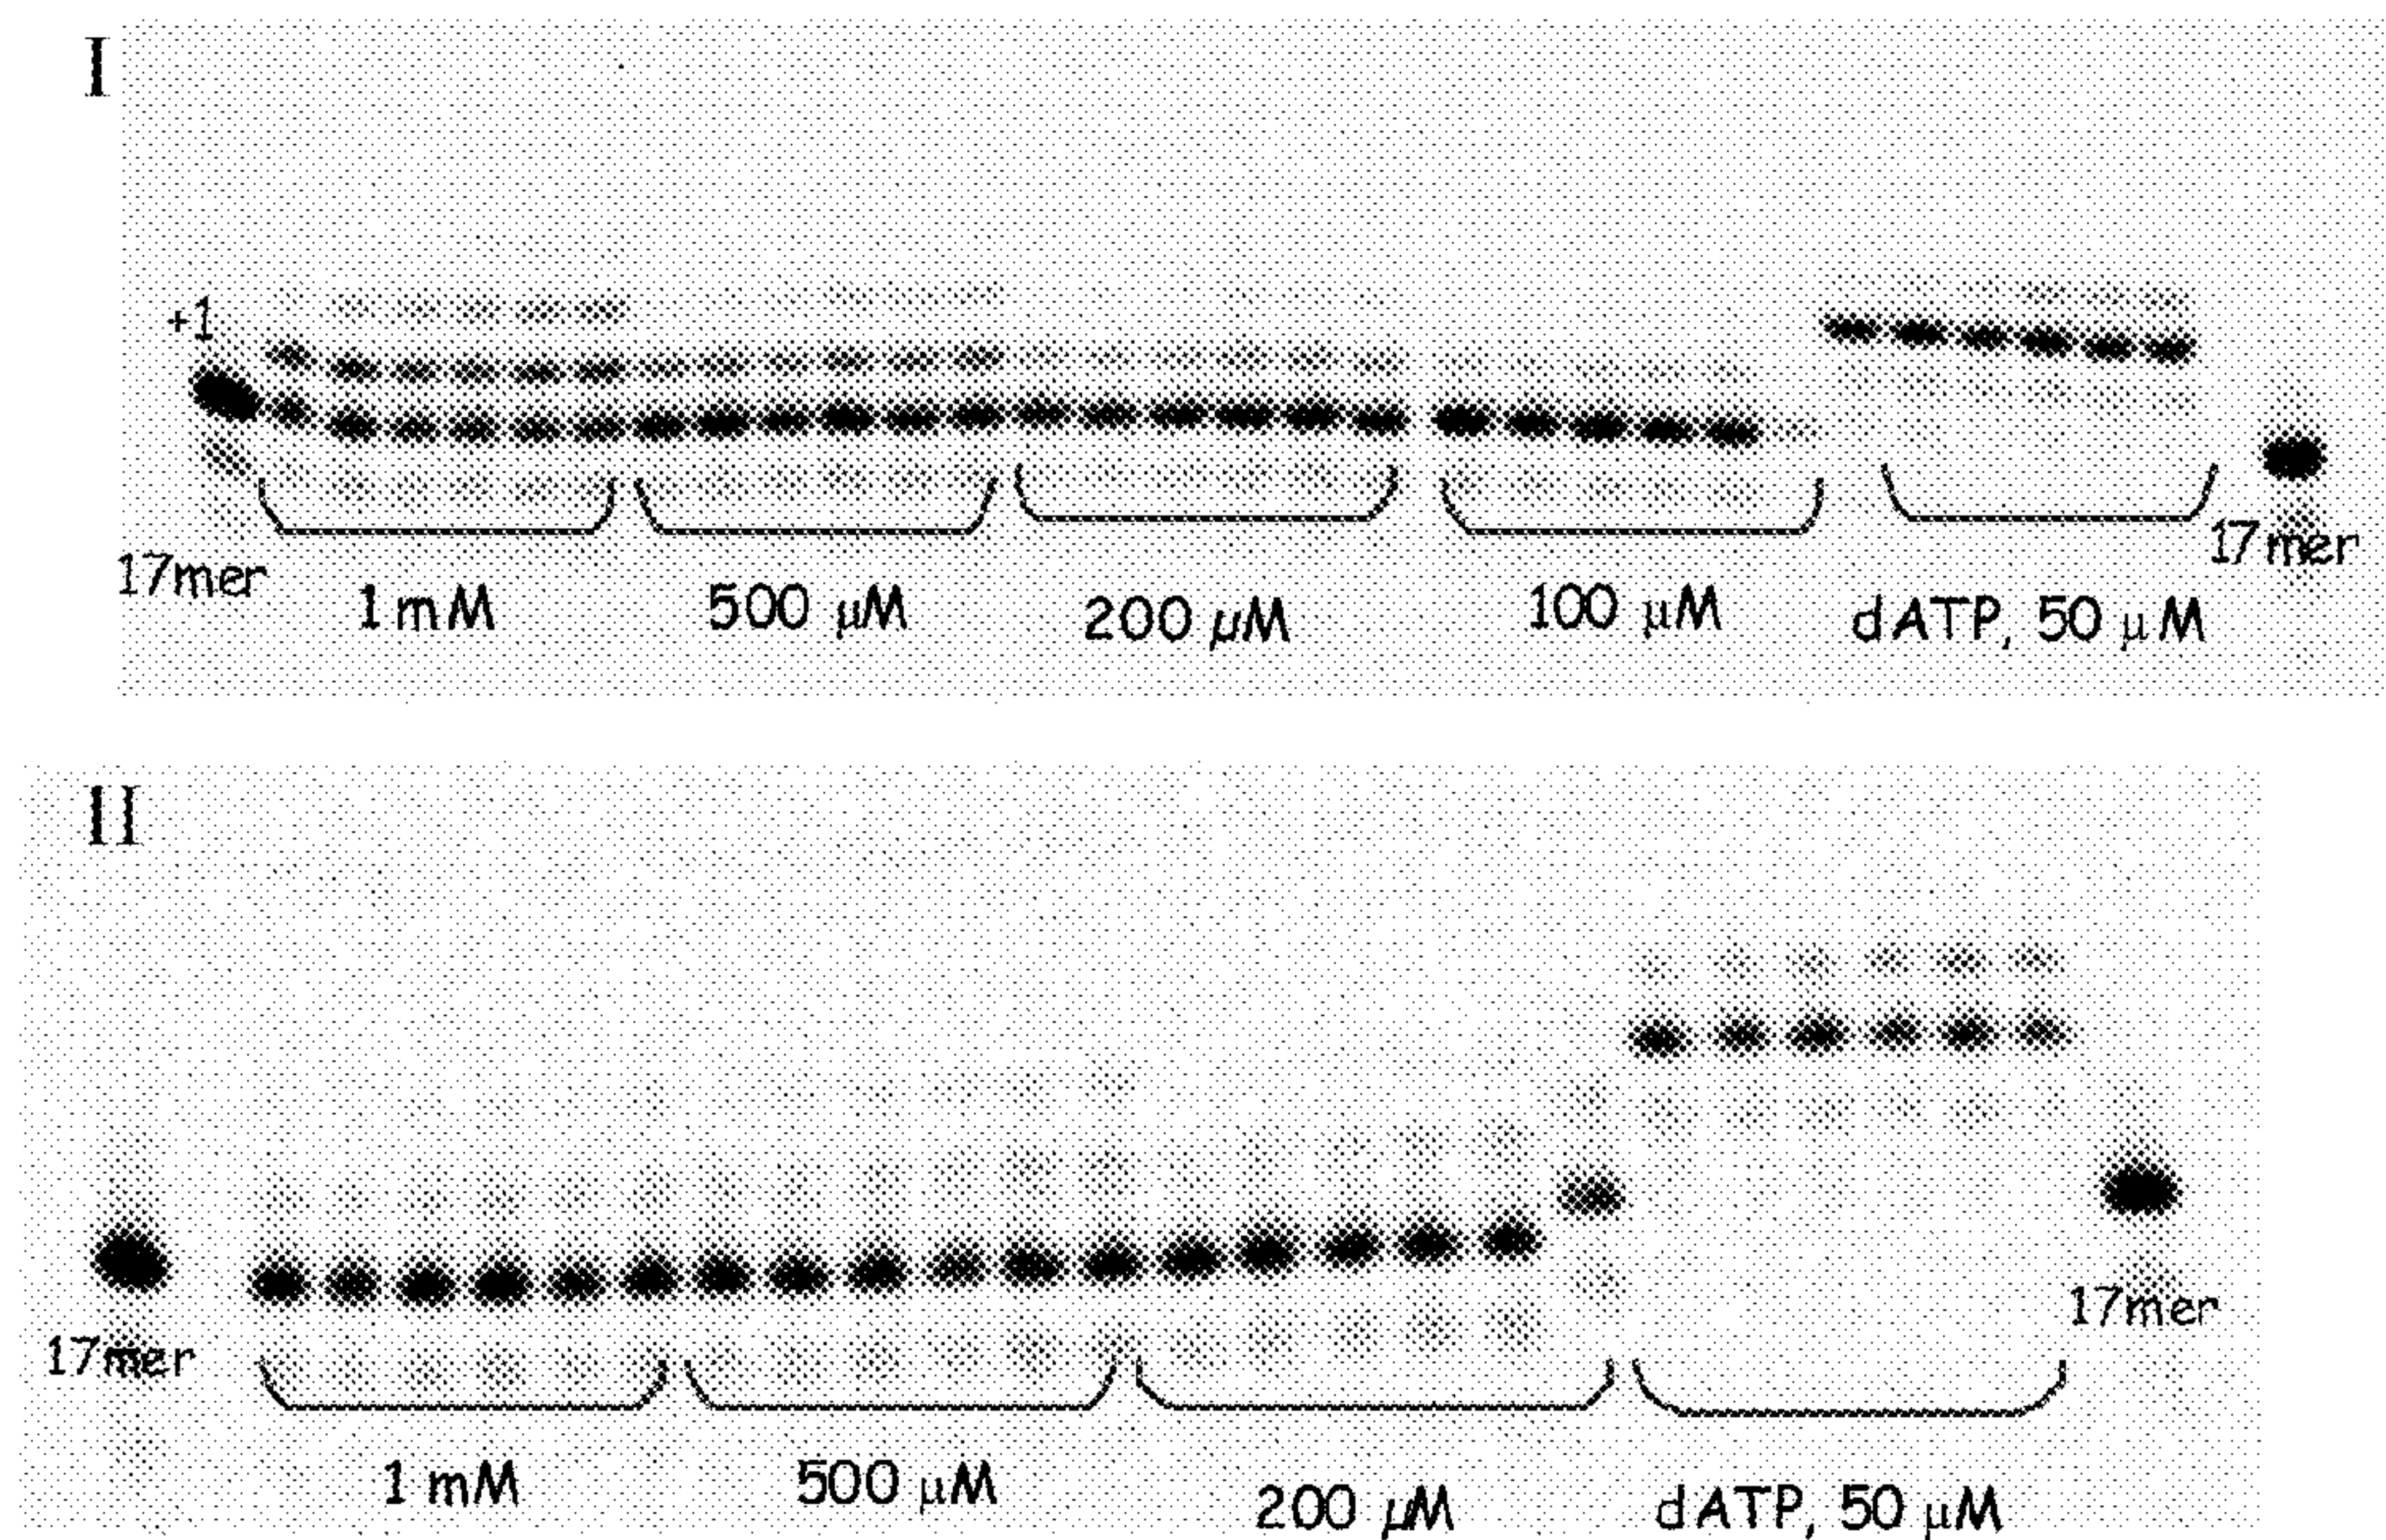 I
+1
17mer
1 mM
500 μM
200 μM
100 μM
dATP, 50 μM
17mer
II
17mer
1 mM
500 μM
200 μM
dATP, 50 μM
17mer